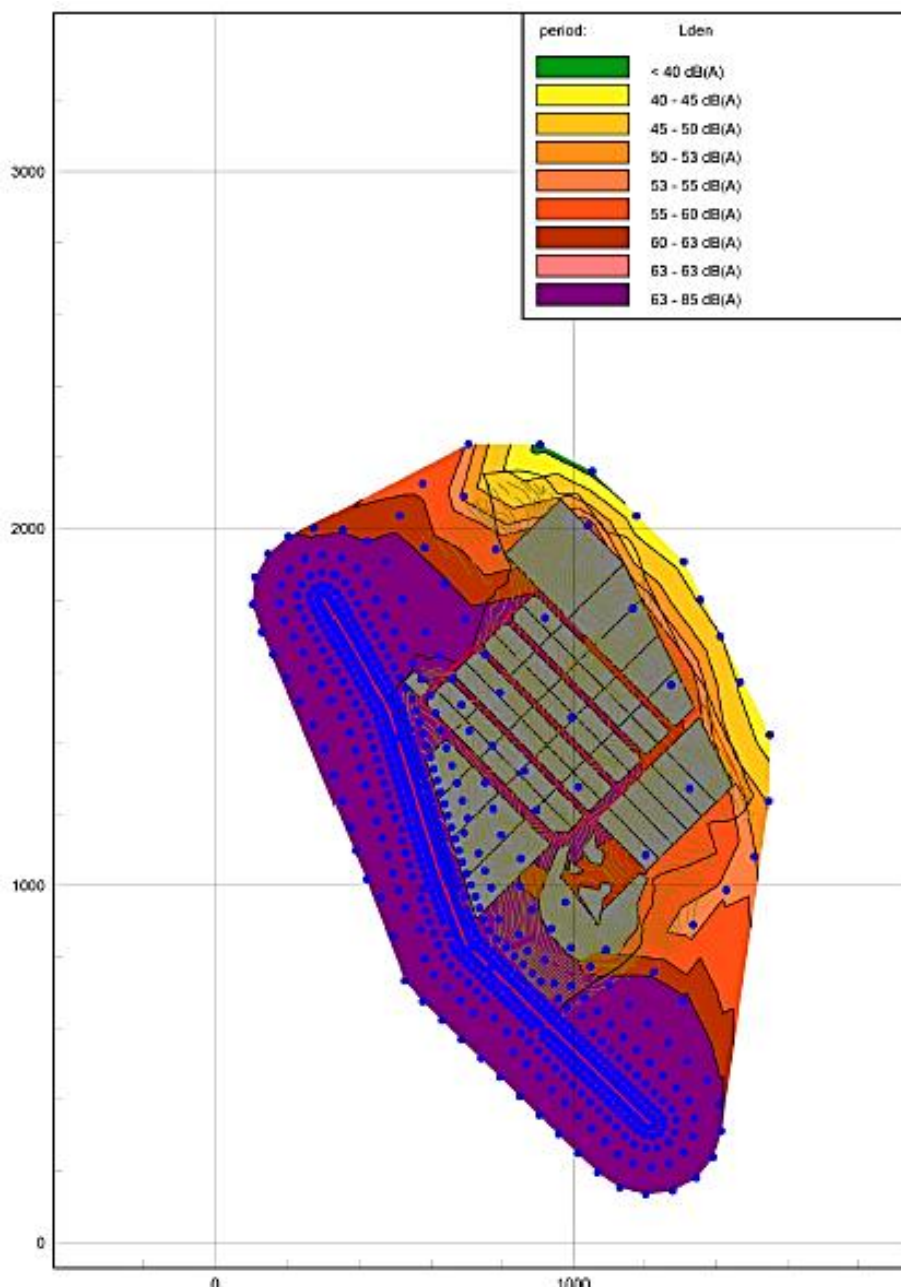 period: Lden
< 40 dB(A)
40 - 45 dB(A)
45 - 50 dB(A)
50 - 53 dB(A)
53 - 55 dB(A)
55 - 60 dB(A)
60 - 63 dB(A)
63 - 63 dB(A)
63 - 85 dB(A)
3000
2000
1000
0
0 1000